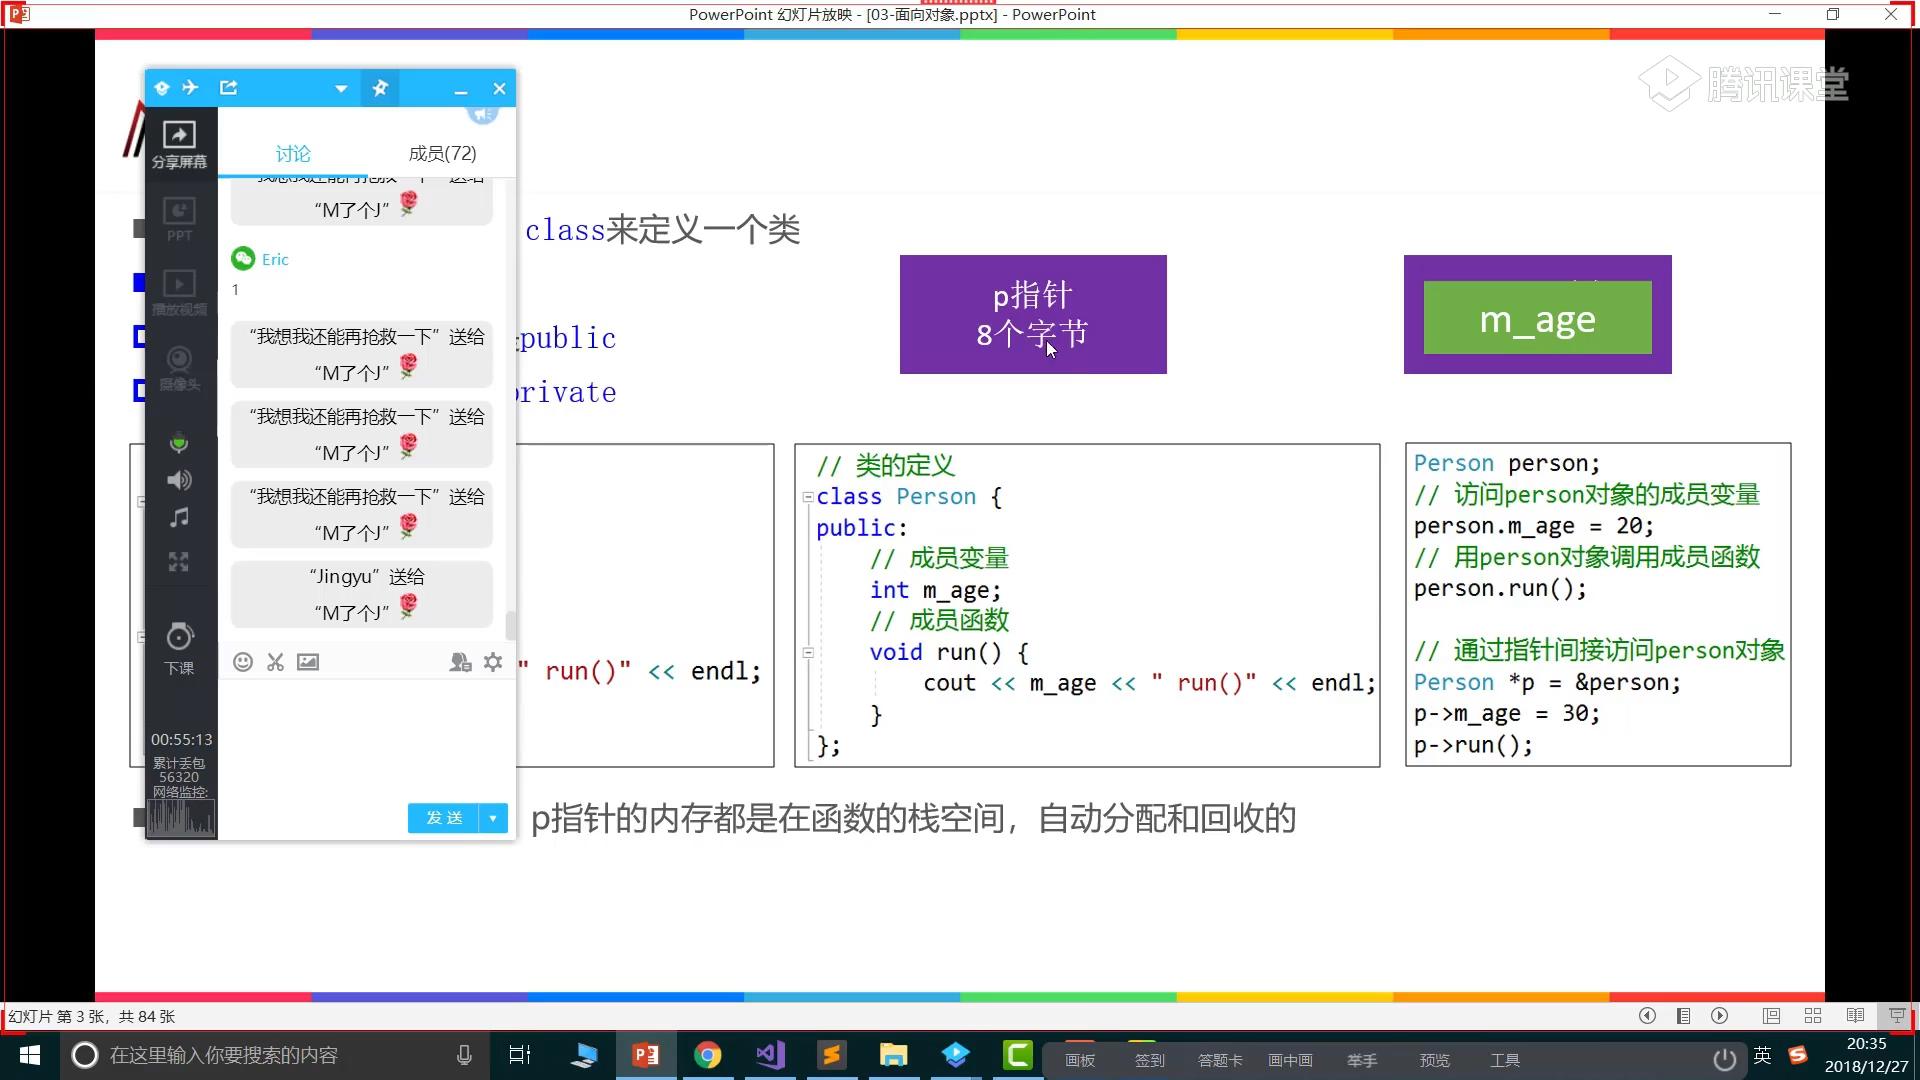 PowerPoint 幻灯片放映 - [03-面向对象.pptx] - PowerPoint
腾讯课堂
分享屏幕
PPT
播放视频
摄像头
下课
00:55:13
累计丢包
56320
网络监控:
讨论
成员(72)
“我想我还能再抢救一下” 送给
“M了个J”
Eric
1
“我想我还能再抢救一下” 送给
“M了个J”
“我想我还能再抢救一下” 送给
“M了个J”
“我想我还能再抢救一下” 送给
“M了个J”
“Jingyu” 送给
“M了个J”
发 送
class来定义一个类
public
private
p指针
8个字节
m_age
" run()" << endl;
// 类的定义
class Person {
public:
// 成员变量
int m_age;
// 成员函数
void run() {
cout << m_age << " run()" << endl;
}
};
Person person;
// 访问person对象的成员变量
person.m_age = 20;
// 用person对象调用成员函数
person.run();
// 通过指针间接访问person对象
Person *p = &person;
p->m_age = 30;
p->run();
p指针的内存都是在函数的栈空间，自动分配和回收的
幻灯片 第 3 张，共 84 张
在这里输入你要搜索的内容
画板
签到
答题卡
画中画
举手
预览
工具
英
20:35
2018/12/27